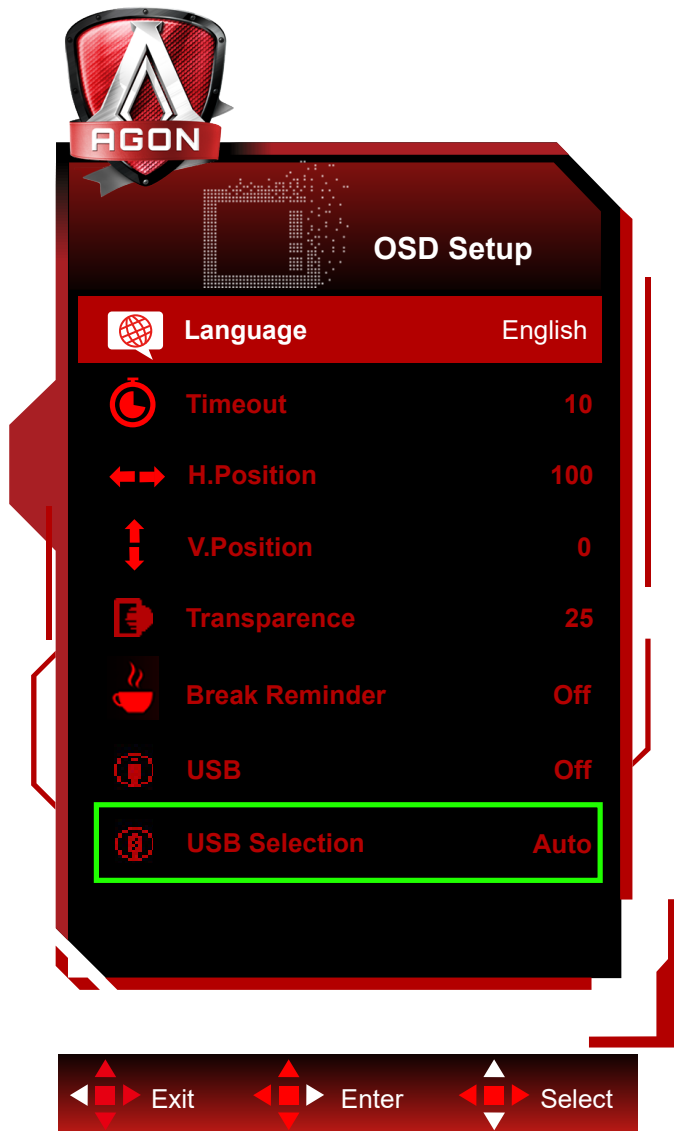 AGON
OSD Setup
Language English
Timeout 10
H.Position 100
V.Position 0
Transparence 25
Break Reminder Off
USB Off
USB Selection Auto
Exit Enter Select